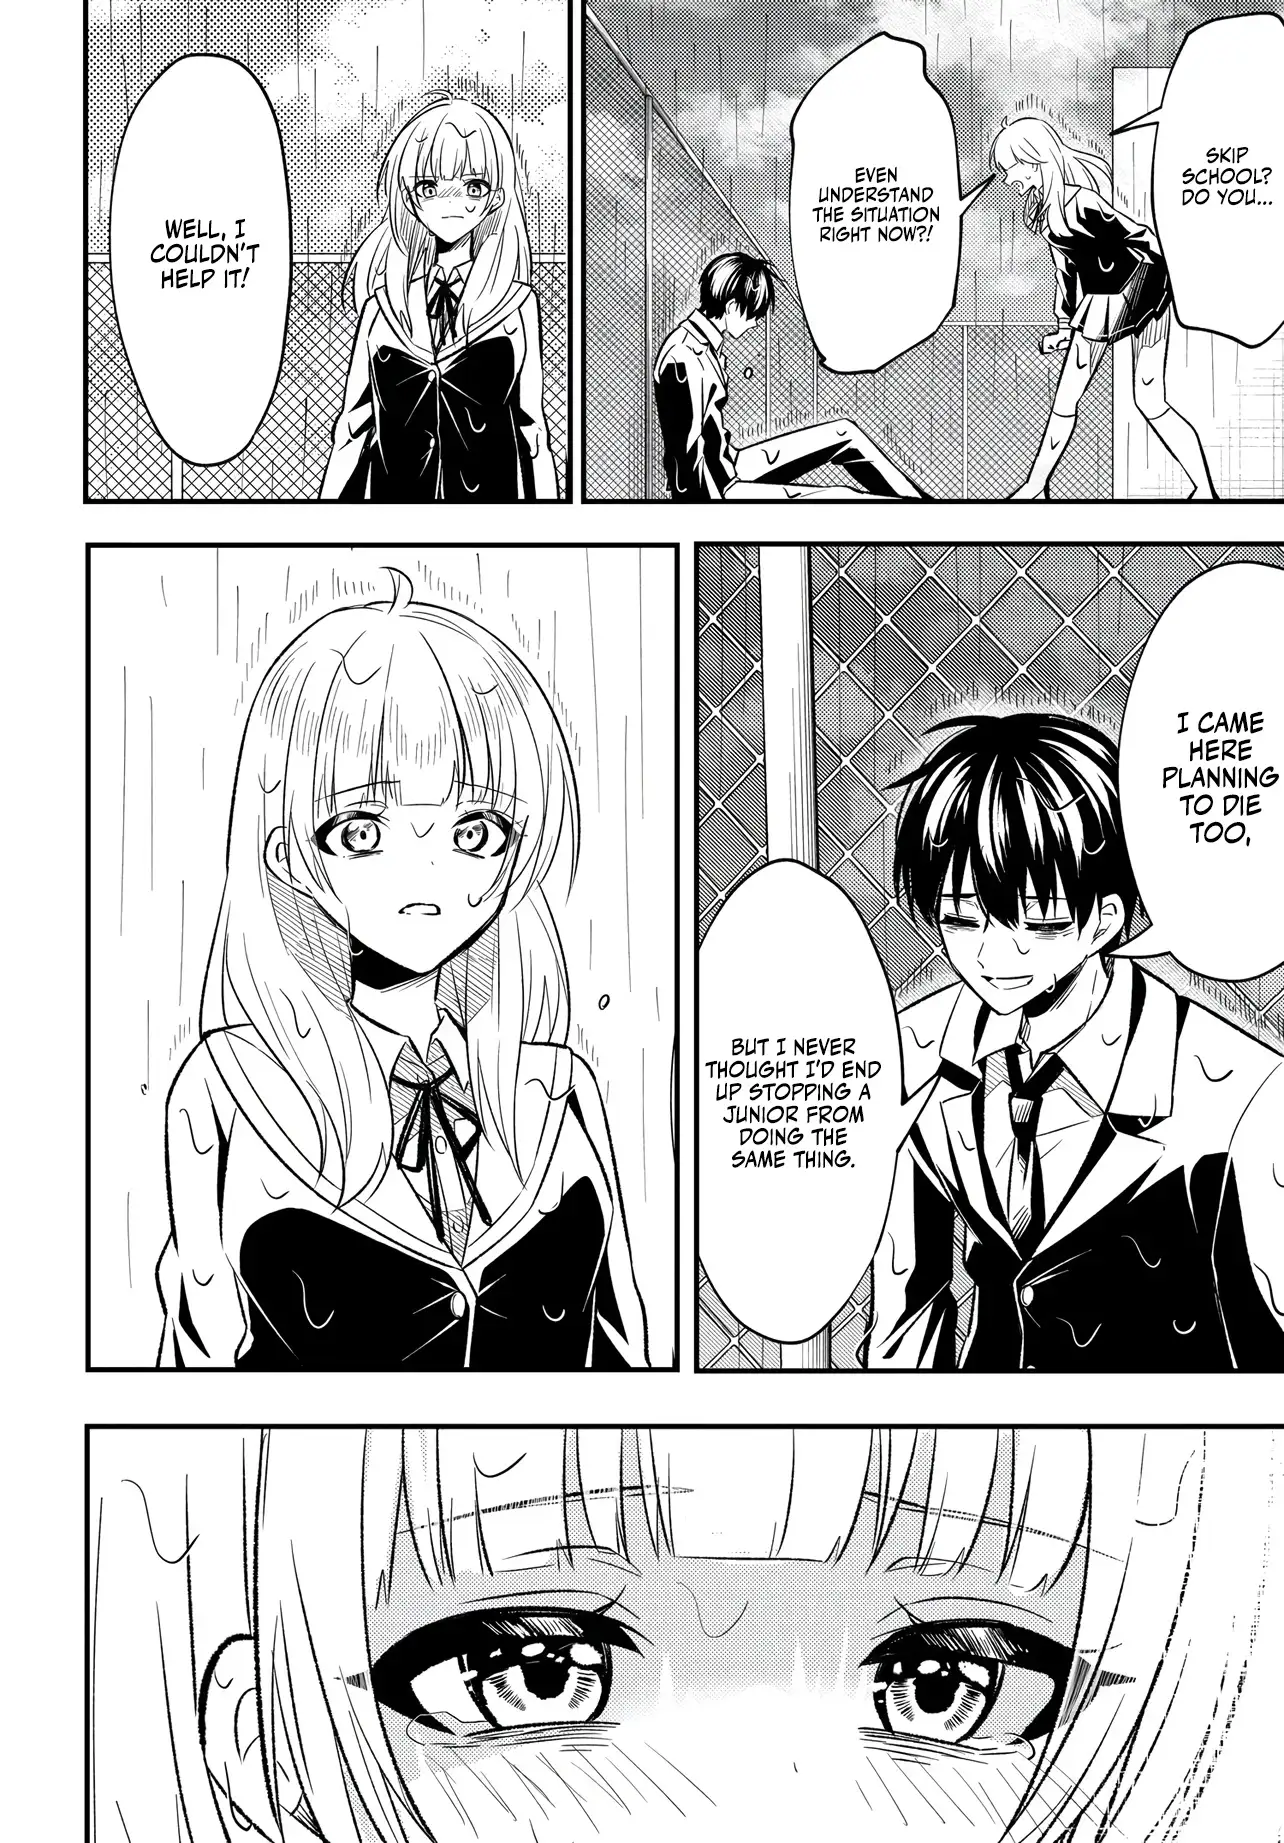 SKIP
SCHOOL?
DO YOU...
EVEN
UNDERSTAND
THE SITUATION
RIGHT NOW?!
WELL, I
COULDN'T
HELP IT!
I CAME
HERE
PLANNING
TO DIE
TOO,
BUT I NEVER
THOUGHT I'D END
UP STOPPING A
JUNIOR FROM
DOING THE
SAME THING.